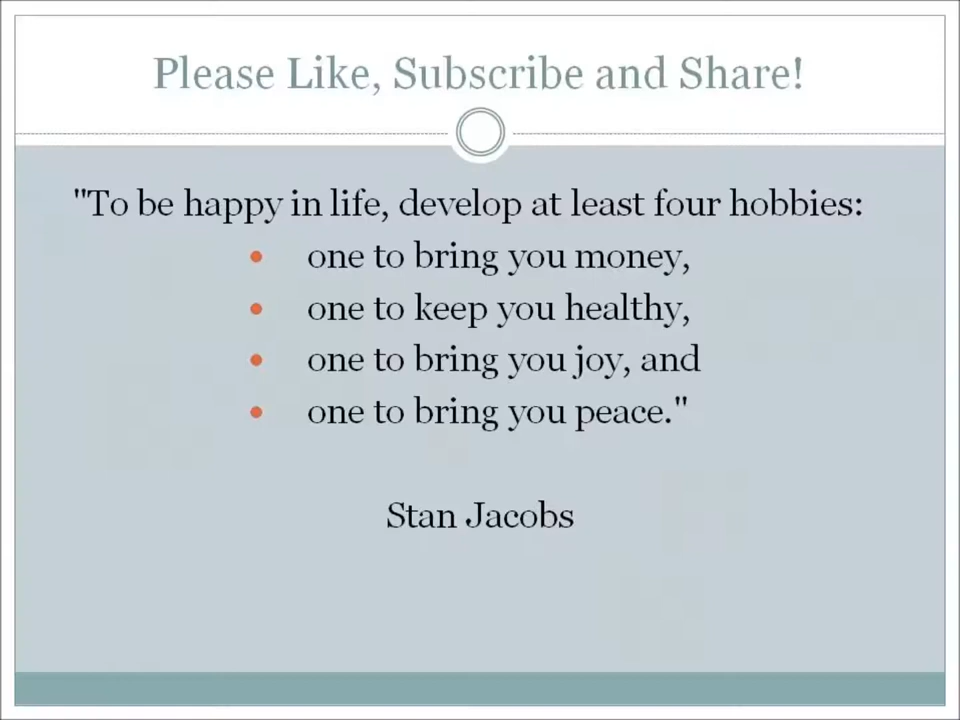 Please Like, Subscribe and Share!
"To be happy in life, develop at least four hobbies:
• one to bring you money,
• one to keep you healthy,
• one to bring you joy, and
• one to bring you peace."
Stan Jacobs